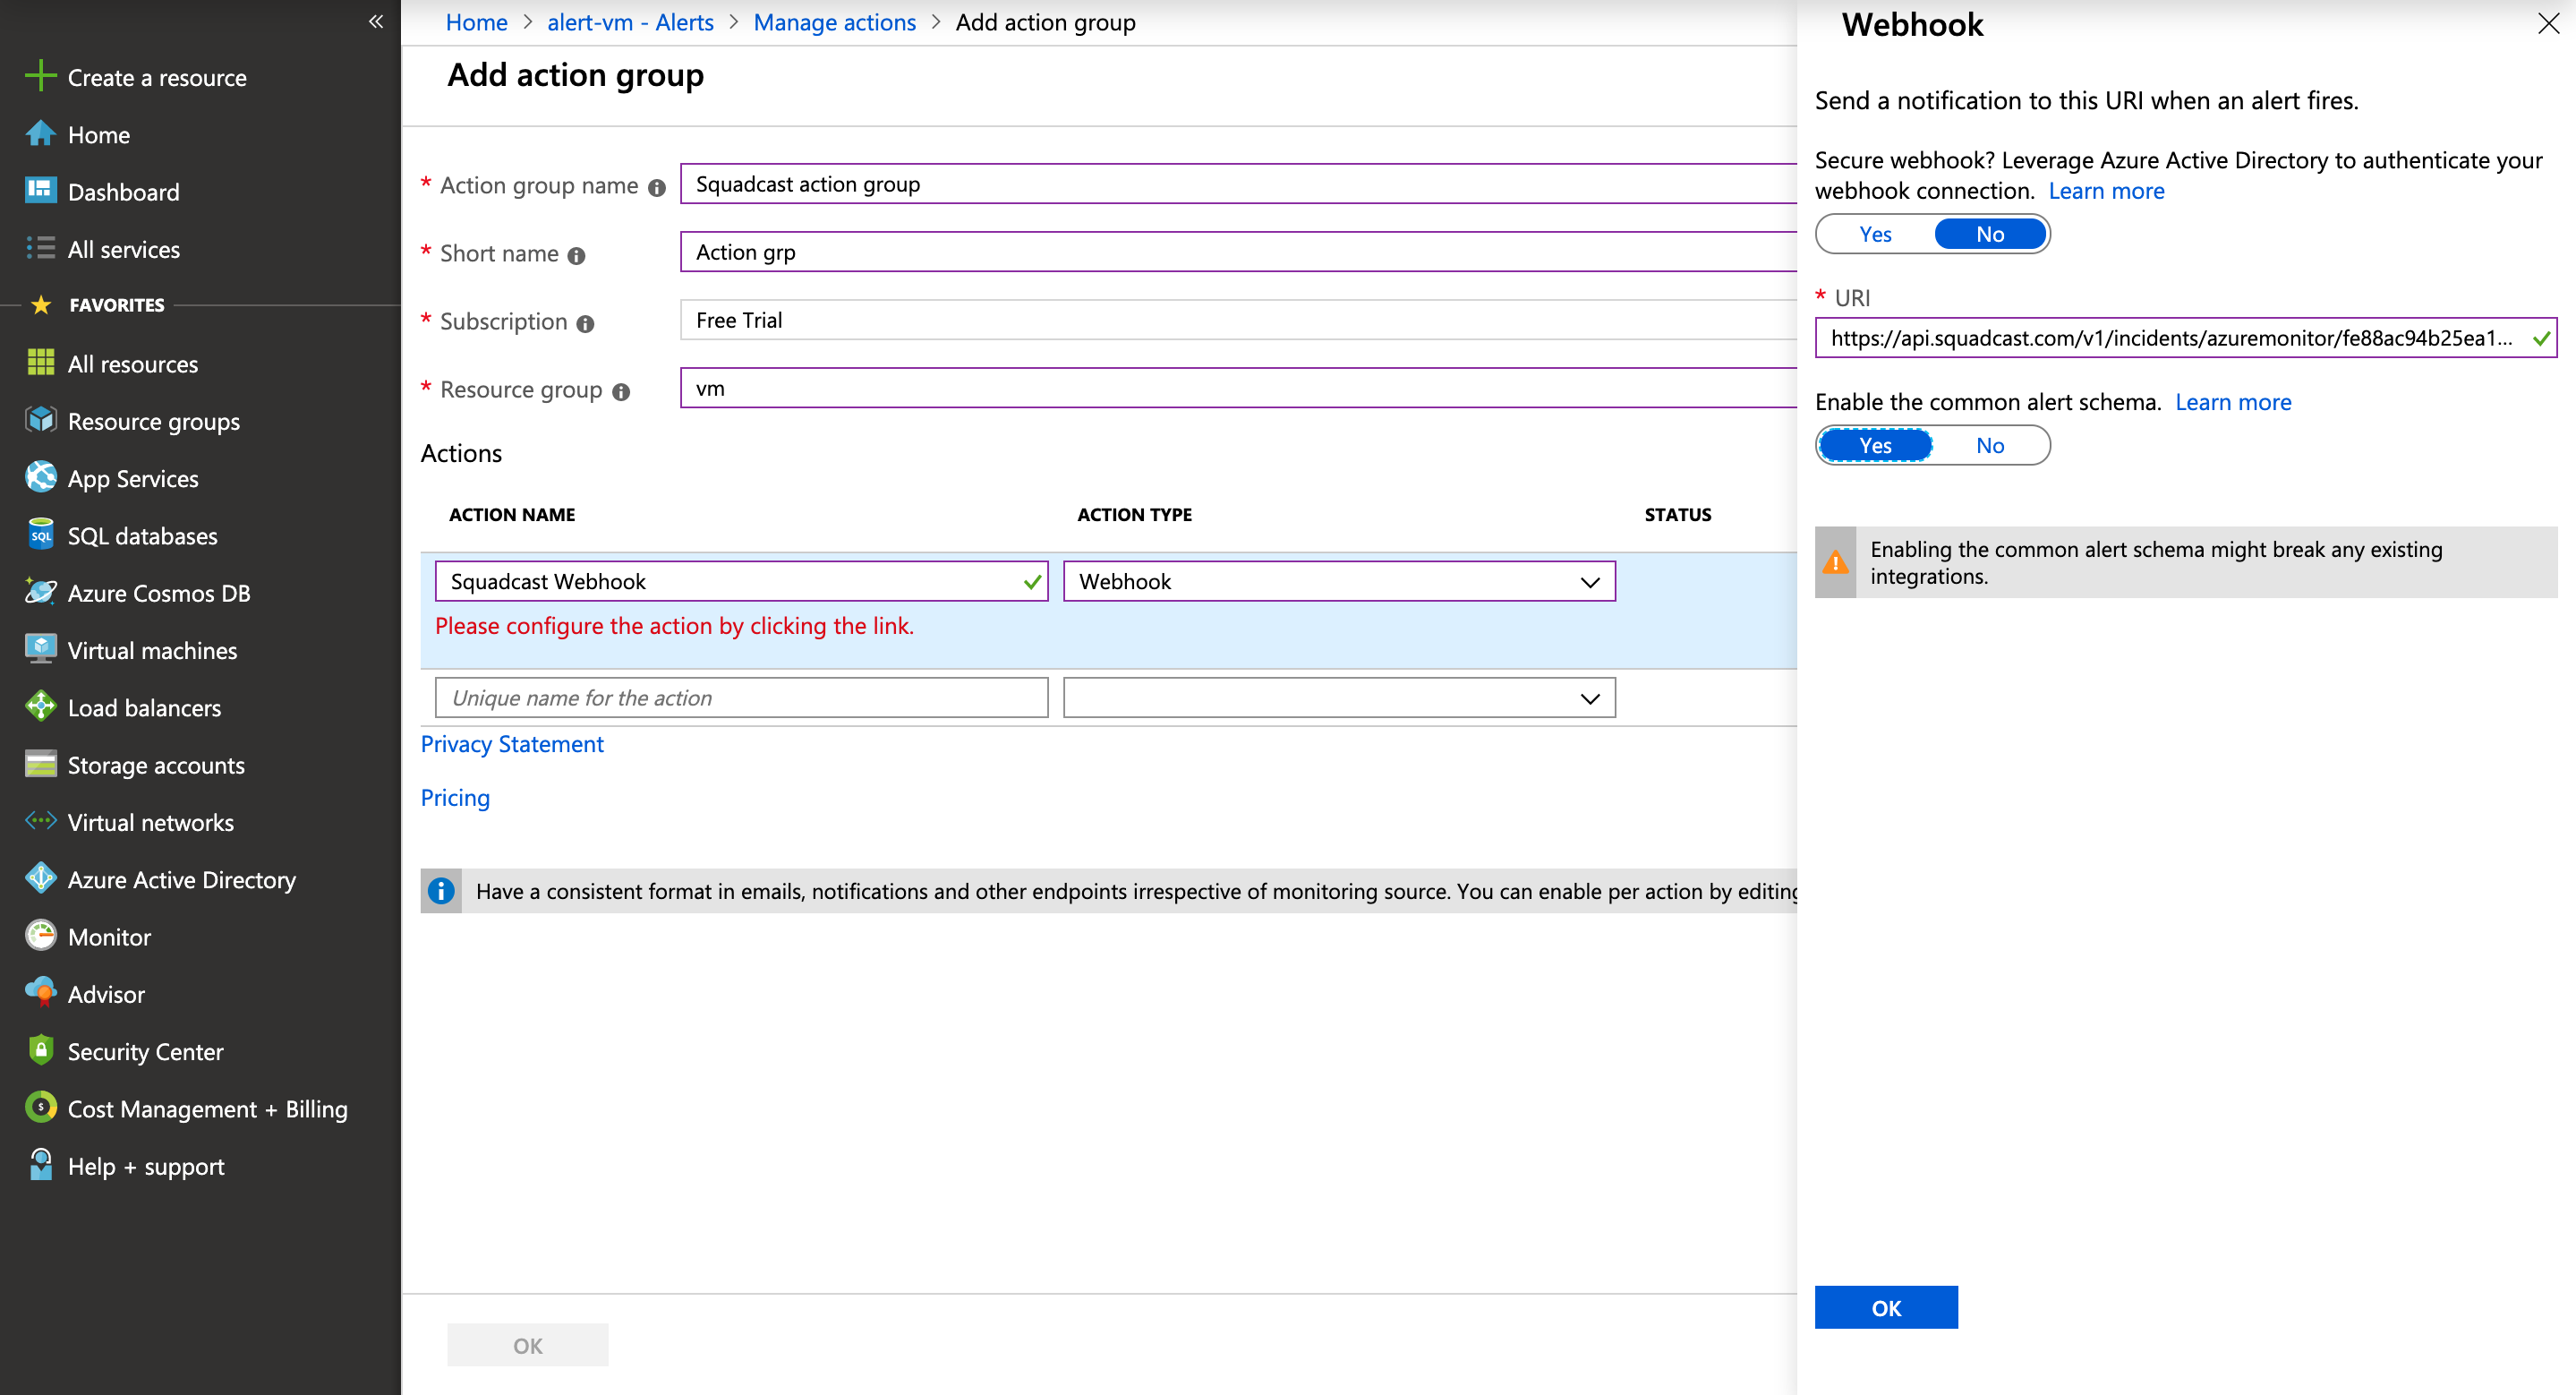 «
Create a resource
Home
Dashboard
All services
FAVORITES
All resources
Resource groups
App Services
SQL databases
Azure Cosmos DB
Virtual machines
Load balancers
Storage accounts
Virtual networks
Azure Active Directory
Monitor
Advisor
Security Center
Cost Management + Billing
Help + support
Home > alert-vm - Alerts > Manage actions > Add action group
Add action group
* Action group name
Squadcast action group
* Short name
Action grp
* Subscription
Free Trial
* Resource group
vm
Actions
ACTION NAME ACTION TYPE STATUS
Squadcast Webhook Webhook
Please configure the action by clicking the link.
Unique name for the action
Privacy Statement
Pricing
Have a consistent format in emails, notifications and other endpoints irrespective of monitoring source. You can enable per action by editing
OK
Webhook
Send a notification to this URI when an alert fires.
Secure webhook? Leverage Azure Active Directory to authenticate your
webhook connection. Learn more
Yes No
* URI
https://api.squadcast.com/v1/incidents/azuremonitor/fe88ac94b25ea1...
Enable the common alert schema. Learn more
Yes No
Enabling the common alert schema might break any existing
integrations.
OK